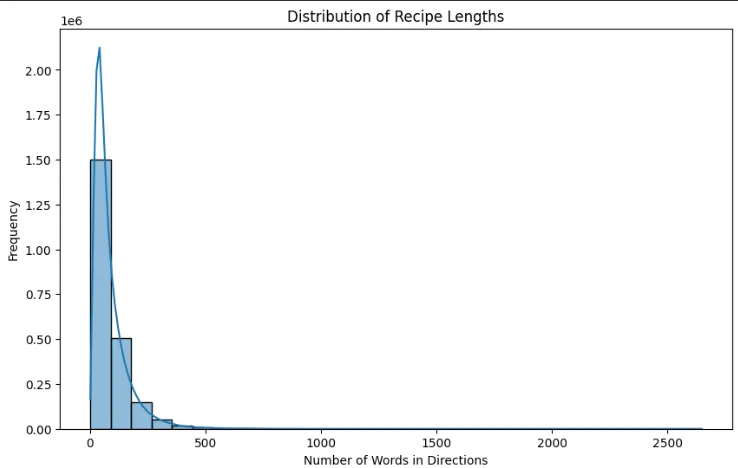 Distribution of Recipe Lengths
1e6
2.00
1.75
1.50
1.25
1.00
0.75
0.50
0.25
0.00
Frequency
0 500 1000 1500 2000 2500
Number of Words in Directions